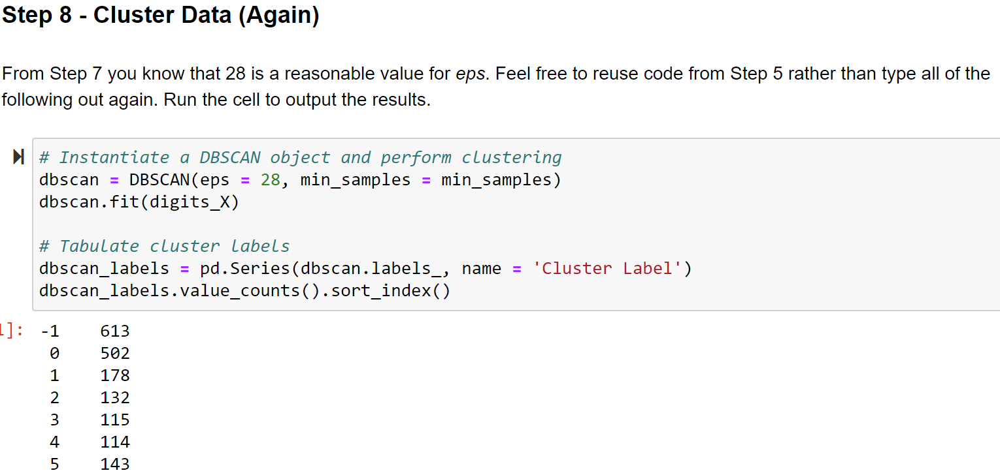 Step 8 - Cluster Data (Again)
From Step 7 you know that 28 is a reasonable value for eps. Feel free to reuse code from Step 5 rather than type all of the
following out again. Run the cell to output the results.
# Instantiate a DBSCAN object and perform clustering
dbscan = DBSCAN(eps = 28, min_samples = min_samples)
dbscan.fit(digits_X)
# Tabulate cluster labels
dbscan_labels = pd.Series(dbscan.labels_, name = 'Cluster Label')
dbscan_labels.value_counts().sort_index()
1]: -1 613
0 502
1 178
2 132
3 115
4 114
5 143